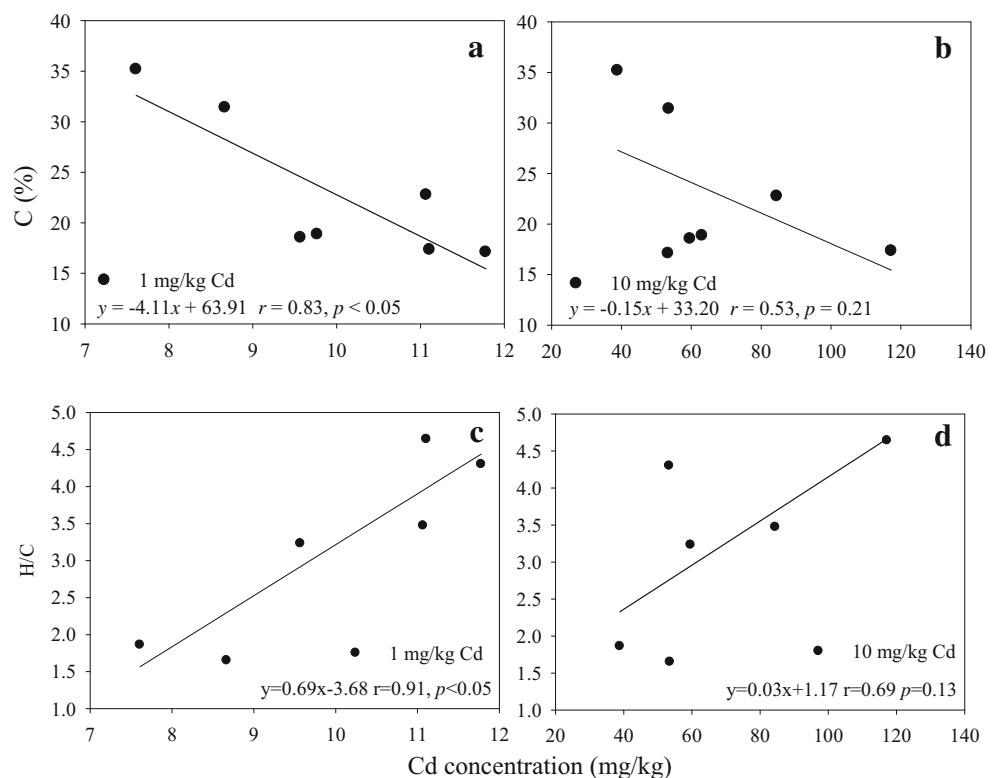 40
35
30
25
20
15
10
C (%)
a
1 mg/kg Cd
y = -4.11x + 63.91 r = 0.83, p < 0.05
7 8 9 10 11 12
40
35
30
25
20
15
10
b
10 mg/kg Cd
y = -0.15x + 33.20 r = 0.53, p = 0.21
20 40 60 80 100 120 140
5.0
4.5
4.0
3.5
3.0
2.5
2.0
1.5
1.0
H/C
c
1 mg/kg Cd
y=0.69x-3.68 r=0.91, p<0.05
7 8 9 10 11 12
5.0
4.5
4.0
3.5
3.0
2.5
2.0
1.5
1.0
d
10 mg/kg Cd
y=0.03x+1.17 r=0.69 p=0.13
20 40 60 80 100 120 140
Cd concentration (mg/kg)